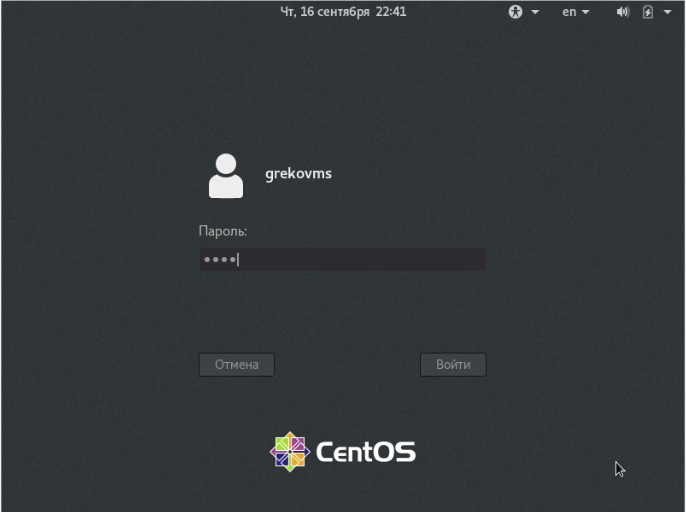 Чт, 16 сентября 22:41
en
grekovms
Пароль:
••••
Отмена
Войти
CentOS